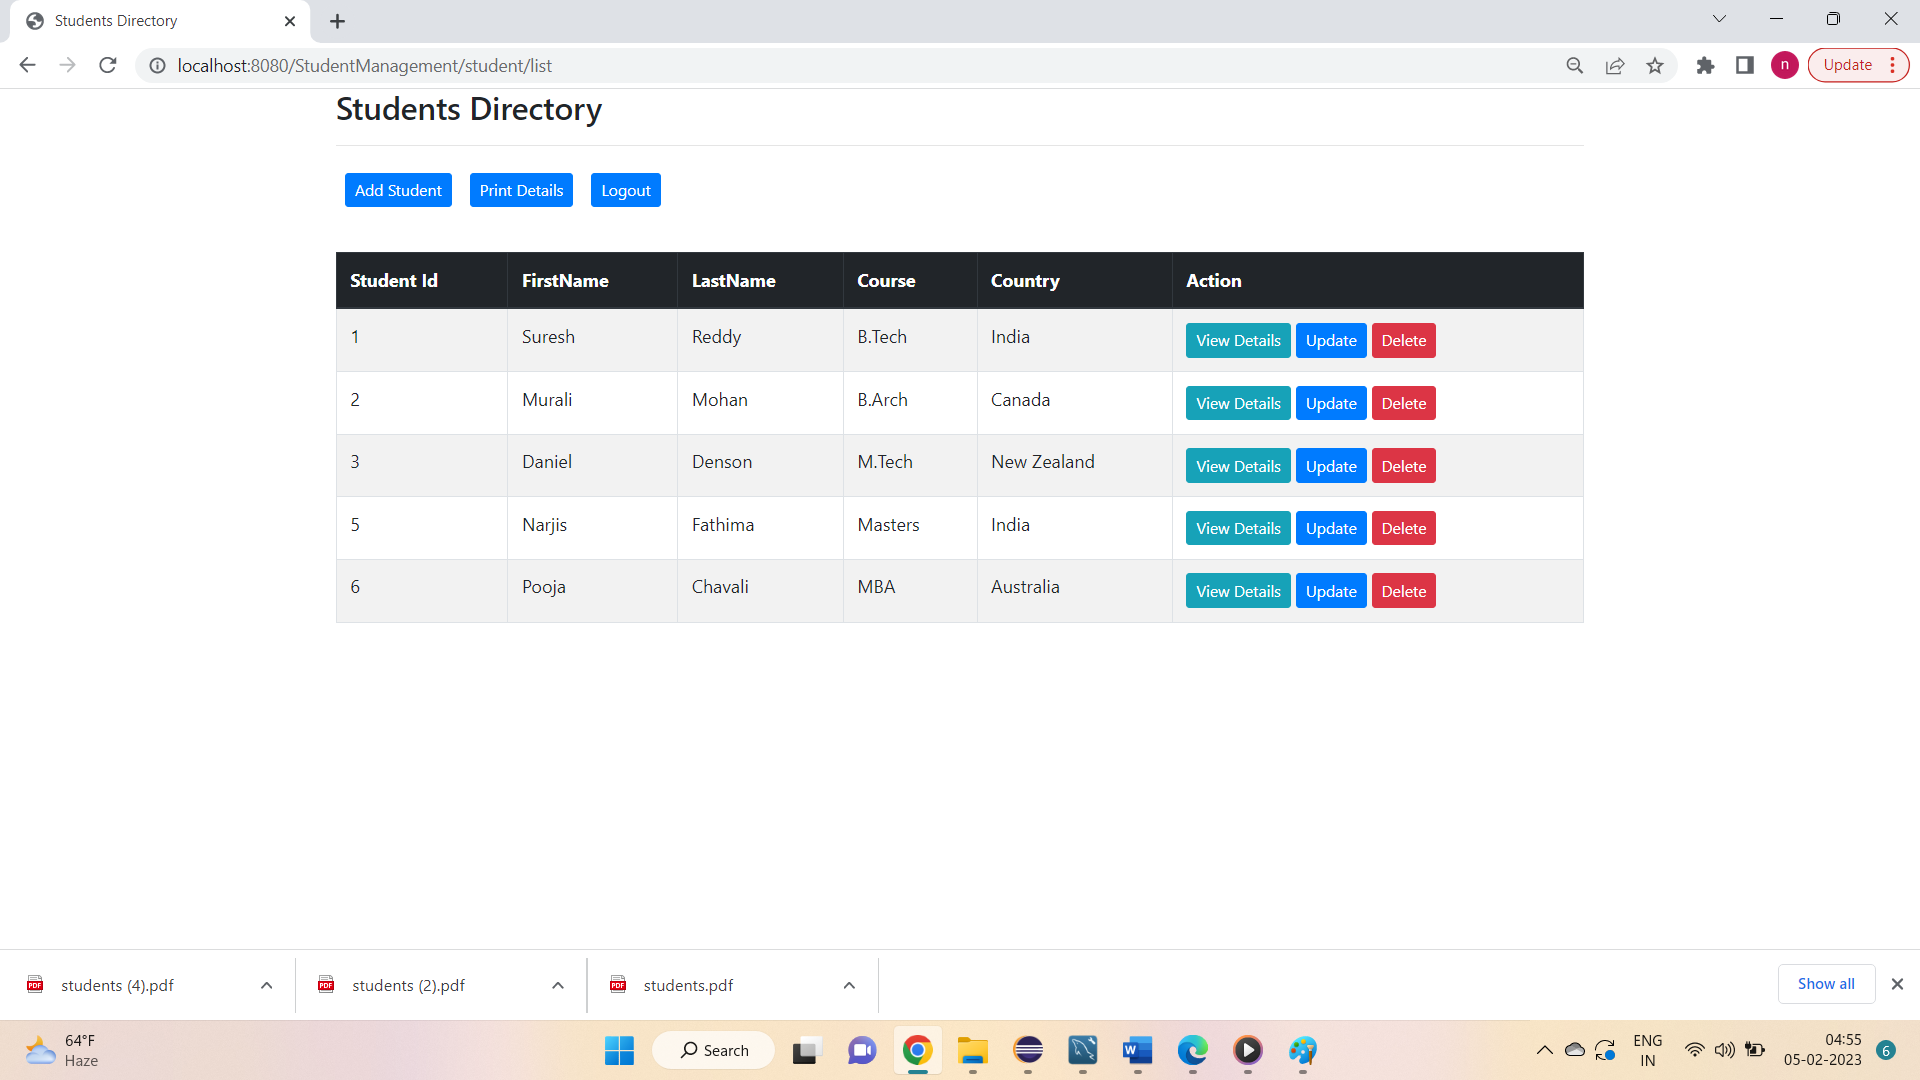 Students Directory
localhost:8080/StudentManagement/student/list
n
Update
Students Directory
Add Student Print Details Logout
Student Id FirstName LastName Course Country Action
1 Suresh Reddy B.Tech India View Details Update Delete
2 Murali Mohan B.Arch Canada View Details Update Delete
3 Daniel Denson M.Tech New Zealand View Details Update Delete
5 Narjis Fathima Masters India View Details Update Delete
6 Pooja Chavali MBA Australia View Details Update Delete
PDF students (4).pdf PDF students (2).pdf PDF students.pdf Show all
64°F
Haze
Search
W
ENG
IN
04:55
05-02-2023
6